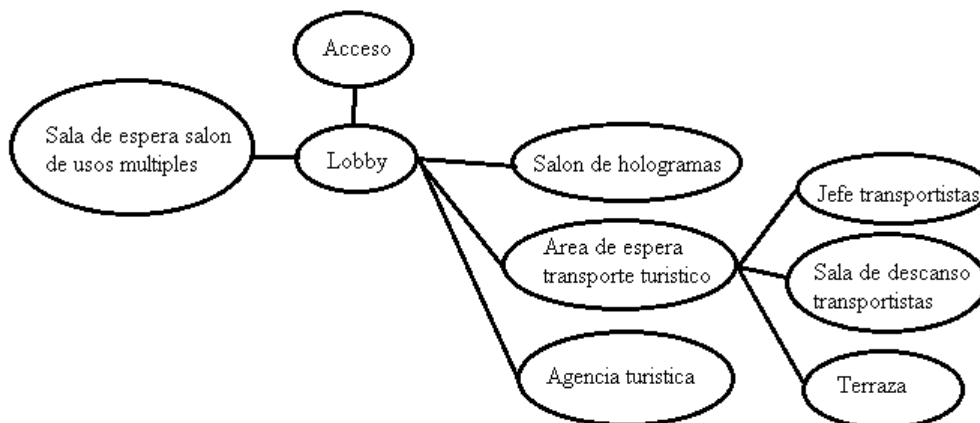 Acceso
Sala de espera salon
de usos multiples
Lobby
Salon de hologramas
Jefe transportistas
Area de espera
transporte turistico
Sala de descanso
transportistas
Agencia turistica
Terraza